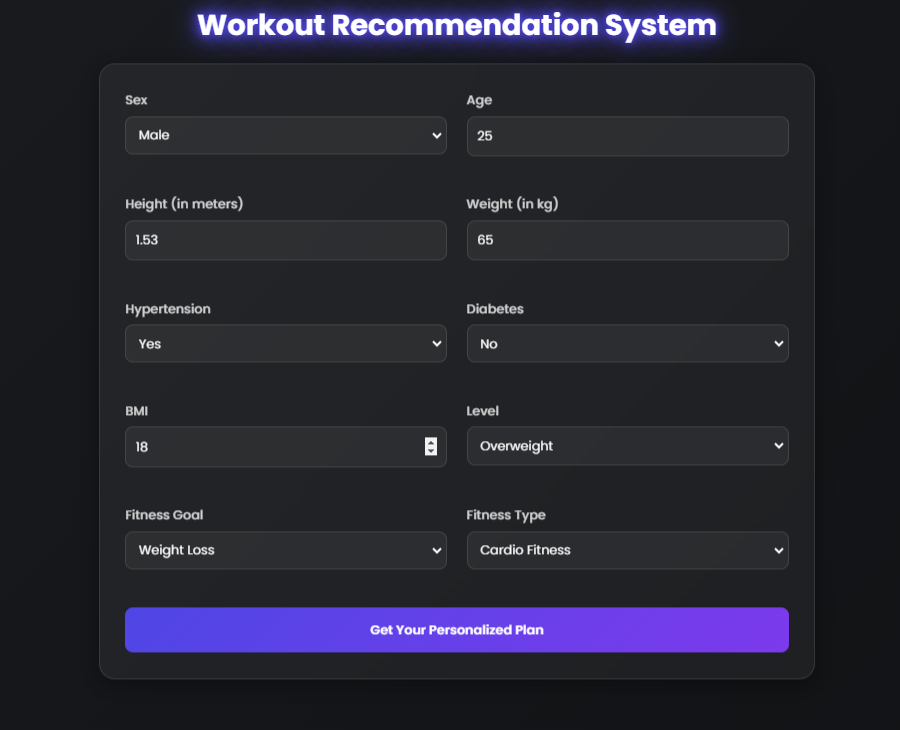 Workout Recommendation System
Sex
Age
Male
25
Height (in meters)
Weight (in kg)
1.53
65
Hypertension
Diabetes
Yes
No
BMI
Level
18
Overweight
Fitness Goal
Fitness Type
Weight Loss
Cardio Fitness
Get Your Personalized Plan